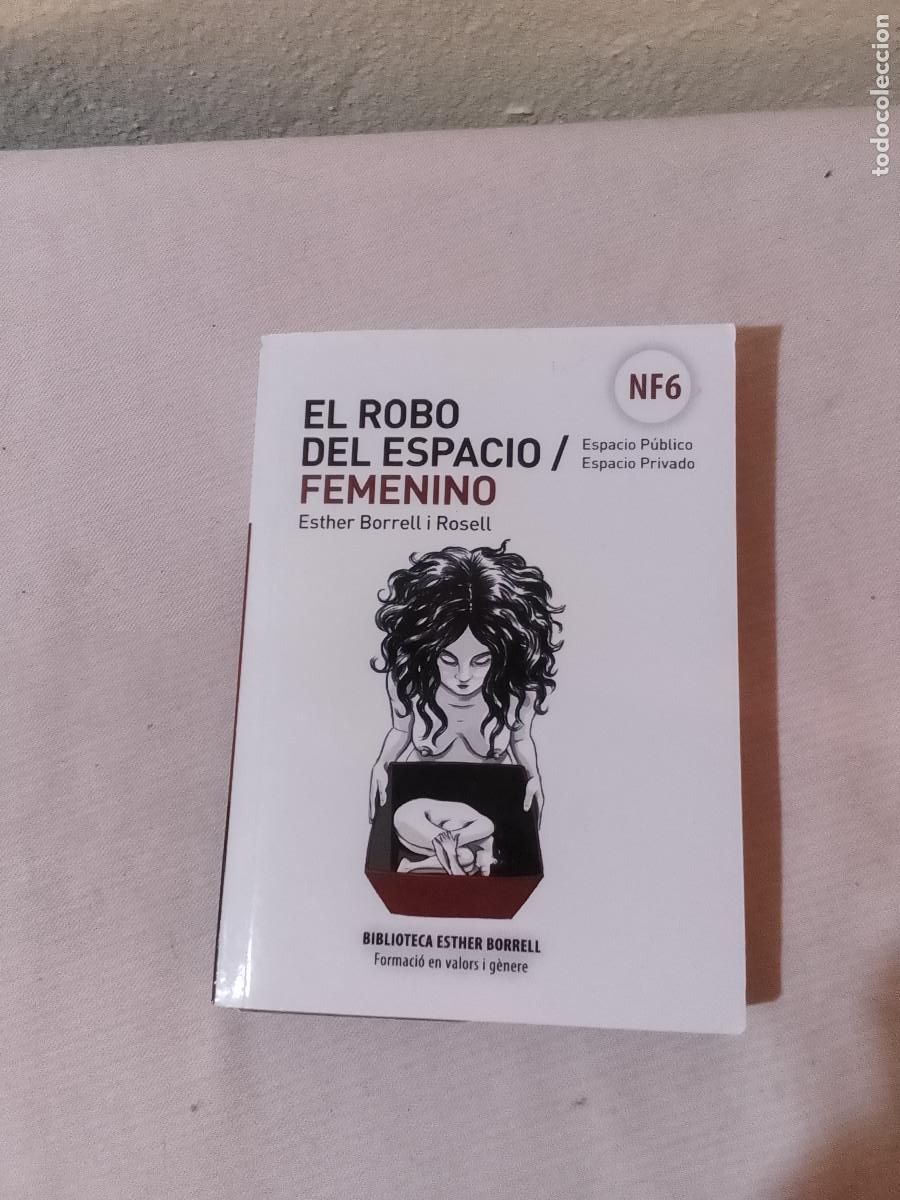 todocoleccion
NF6
EL ROBO
DEL ESPACIO /
FEMENINO
Espacio Público
Espacio Privado
Esther Borrell i Rosell
BIBLIOTECA ESTHER BORRELL
Formació en valors i gènere